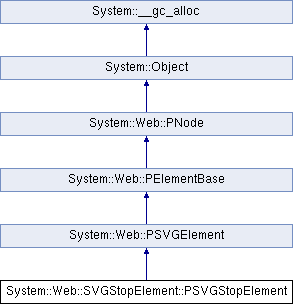 System::__gc_alloc
System::Object
System::Web::PNode
System::Web::PElementBase
System::Web::PSVGElement
System::Web::SVGStopElement::PSVGStopElement